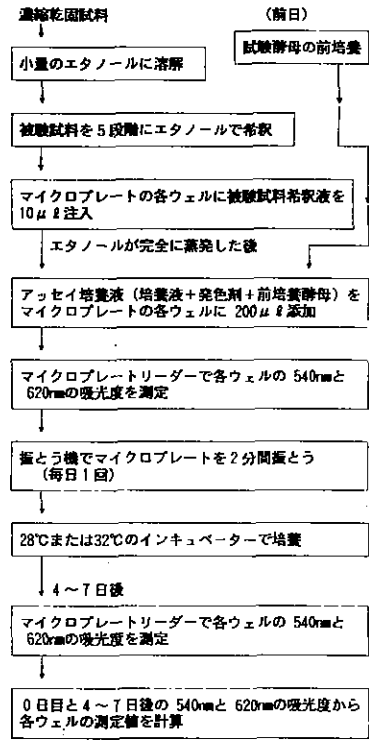 濃縮乾固試料
(前日)
小量のエタノールに溶解
試験酵母の前培養
被験試料を5段階にエタノールで希釈
マイクロプレートの各ウェルに被験試料希釈液を
10μℓ注入
エタノールが完全に蒸発した後
アッセイ培養液(培養液+発色剤+前培養酵母)を
マイクロプレートの各ウェルに 200μℓ添加
マイクロプレートリーダーで各ウェルの 540nmと
620nmの吸光度を測定
振とう機でマイクロプレートを2分間振とう
(毎日1回)
28℃または32℃のインキュベーターで培養
4~7日後
マイクロプレートリーダーで各ウェルの 540nmと
620nmの吸光度を測定
0日目と4~7日後の 540nmと 620nmの吸光度から
各ウェルの測定値を計算